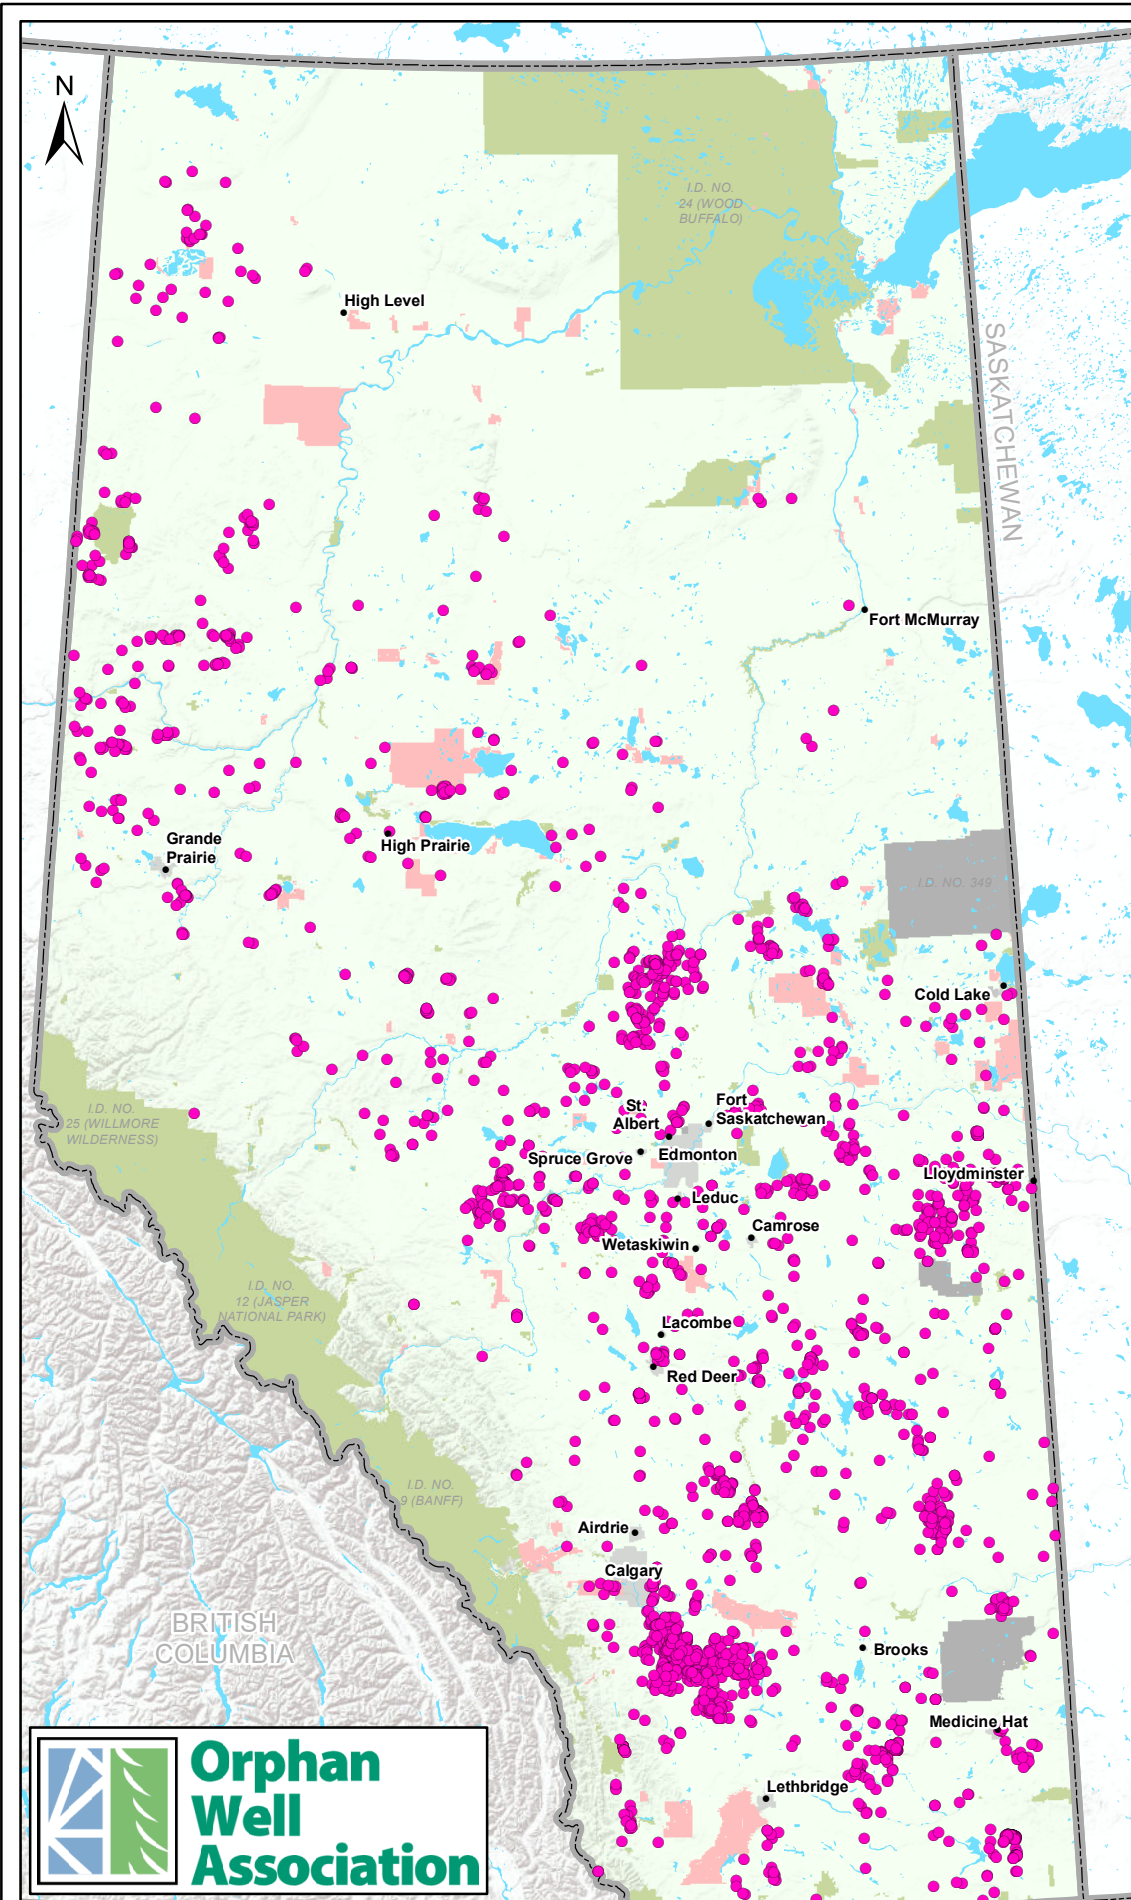 N
I.D. NO.
24 (WOOD
BUFFALO)
High Level
SASKATCHEWAN
Fort McMurray
Grande
Prairie
High Prairie
I.D. NO. 349
Cold Lake
I.D. NO.
25 (WILLMORE
WILDERNESS)
St.
Albert
Fort
Saskatchewan
Spruce Grove
Edmonton
Lloydminster
Leduc
Camrose
Wetaskiwin
I.D. NO.
12 (JASPER
NATIONAL PARK)
Lacombe
Red Deer
I.D. NO.
9 (BANFF)
Airdrie
Calgary
BRITISH
COLUMBIA
Brooks
Medicine Hat
Lethbridge
Orphan
Well
Association